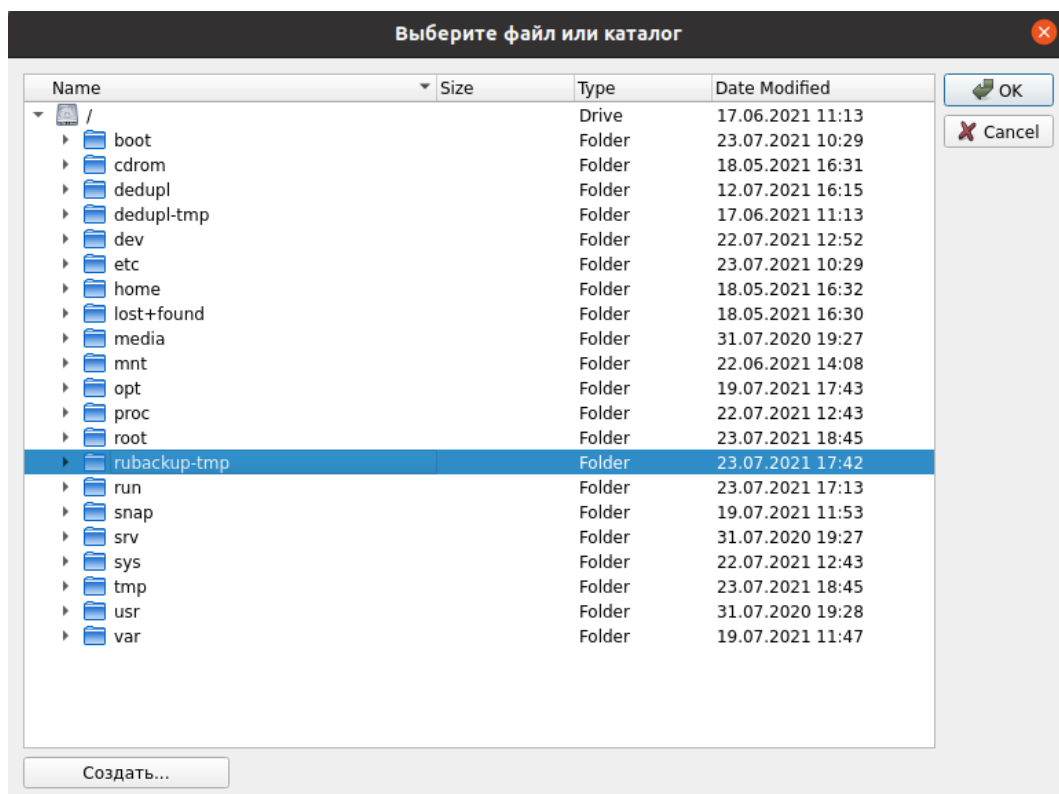 Выберите файл или каталог
Name Size Type Date Modified
OK
/ Drive 17.06.2021 11:13
Cancel
boot Folder 23.07.2021 10:29
cdrom Folder 18.05.2021 16:31
dedupl Folder 12.07.2021 16:15
dedupl-tmp Folder 17.06.2021 11:13
dev Folder 22.07.2021 12:52
etc Folder 23.07.2021 10:29
home Folder 18.05.2021 16:32
lost+found Folder 18.05.2021 16:30
media Folder 31.07.2020 19:27
mnt Folder 22.06.2021 14:08
opt Folder 19.07.2021 17:43
proc Folder 22.07.2021 12:43
root Folder 23.07.2021 18:45
rubackup-tmp Folder 23.07.2021 17:42
run Folder 23.07.2021 17:13
snap Folder 19.07.2021 11:53
srv Folder 31.07.2020 19:27
sys Folder 22.07.2021 12:43
tmp Folder 23.07.2021 18:45
usr Folder 31.07.2020 19:28
var Folder 19.07.2021 11:47
Создать...